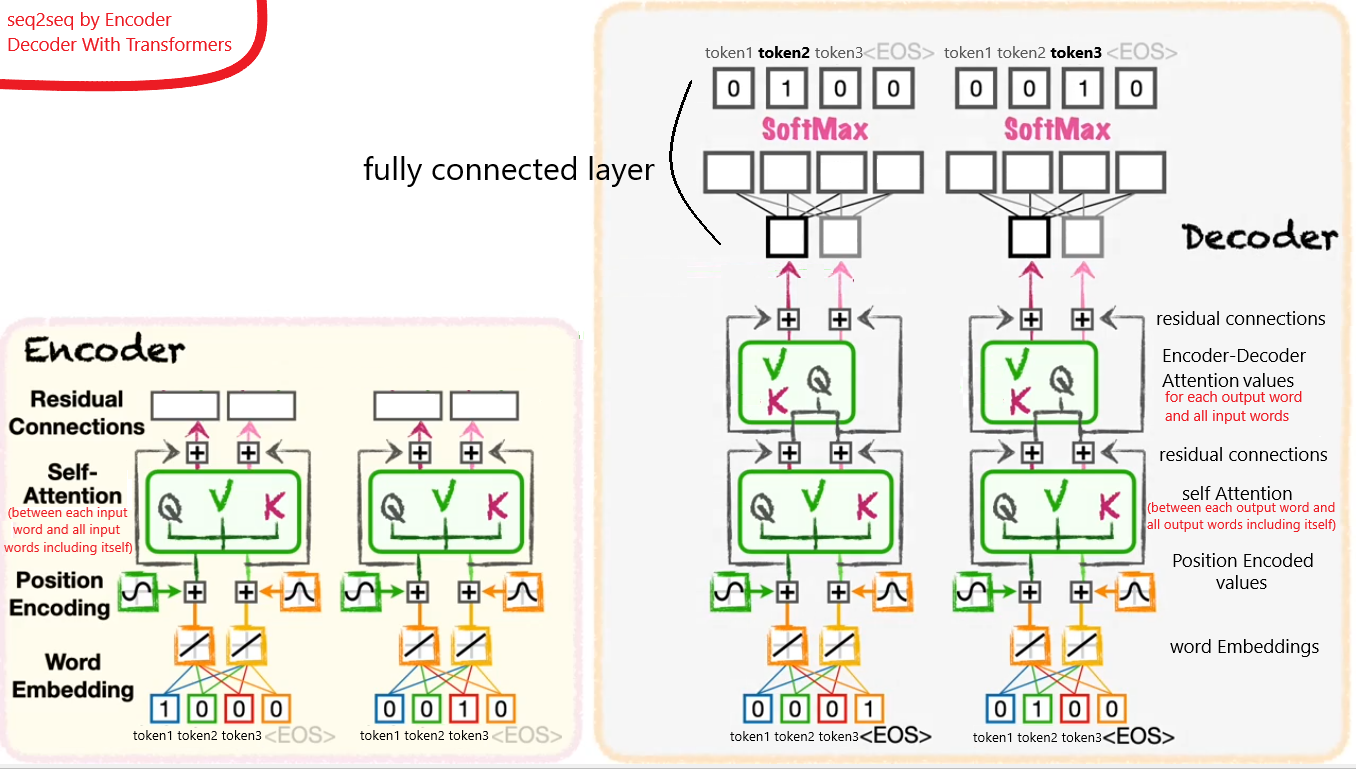 seq2seq by Encoder
Decoder With Transformers
token1 token2 token3 <EOS> token1 token2 token3 <EOS>
0 1 0 0 0 0 1 0
SoftMax SoftMax
fully connected layer
Decoder
+ + + +
residual connections
V Q V Q
K K
Encoder-Decoder
Attention values
for each output word
and all input words
+ + + +
residual connections
Q V K Q V K
self Attention
(between each output word and
all output words including itself)
+ + + +
Position Encoded
values
word Embeddings
0 0 0 1 0 1 0 0
token1 token2 token3 <EOS> token1 token2 token3 <EOS>
Encoder
Residual
Connections
+ + + +
Self-
Attention
(between each input
word and all input
words including itself)
Q V K Q V K
Position
Encoding
+ + + +
Word
Embedding
1 0 0 0 0 0 1 0
token1 token2 token3 <EOS> token1 token2 token3 <EOS>